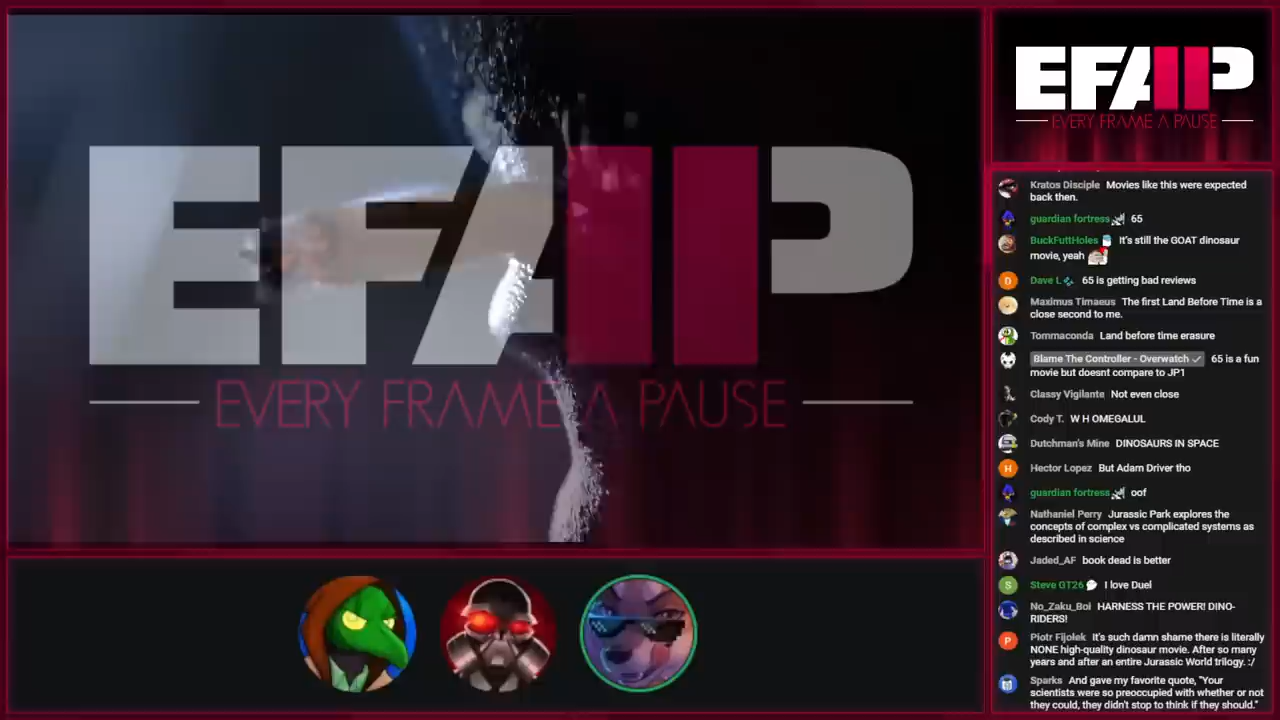 EFAP
EVERY FRAME A PAUSE
EFAP
EVERY FRAME A PAUSE
Kratos Disciple Movies like this were expected
back then.
guardian fortress 65
BuckFuttHoles It's still the GOAT dinosaur
movie, yeah
D
Dave L 65 is getting bad reviews
Maximus Timaeus The first Land Before Time is a
close second to me.
Tommaconda Land before time erasure
Blame The Controller - Overwatch 65 is a fun
movie but doesnt compare to JP1
Classy Vigilante Not even close
Cody T. W H OMEGALUL
Dutchman's Mine DINOSAURS IN SPACE
H
Hector Lopez But Adam Driver tho
guardian fortress oof
Nathaniel Perry Jurassic Park explores the
concepts of complex vs complicated systems as
described in science
Jaded_AF book dead is better
S
Steve GT26 I love Duel
No_Zaku_Boi HARNESS THE POWER! DINO-
RIDERS!
P
Piotr Fijołek It's such damn shame there is literally
NONE high-quality dinosaur movie. After so many
years and after an entire Jurassic World trilogy. :/
Sparks And gave my favorite quote, "Your
scientists were so preoccupied with whether or not
they could, they didn't stop to think if they should."